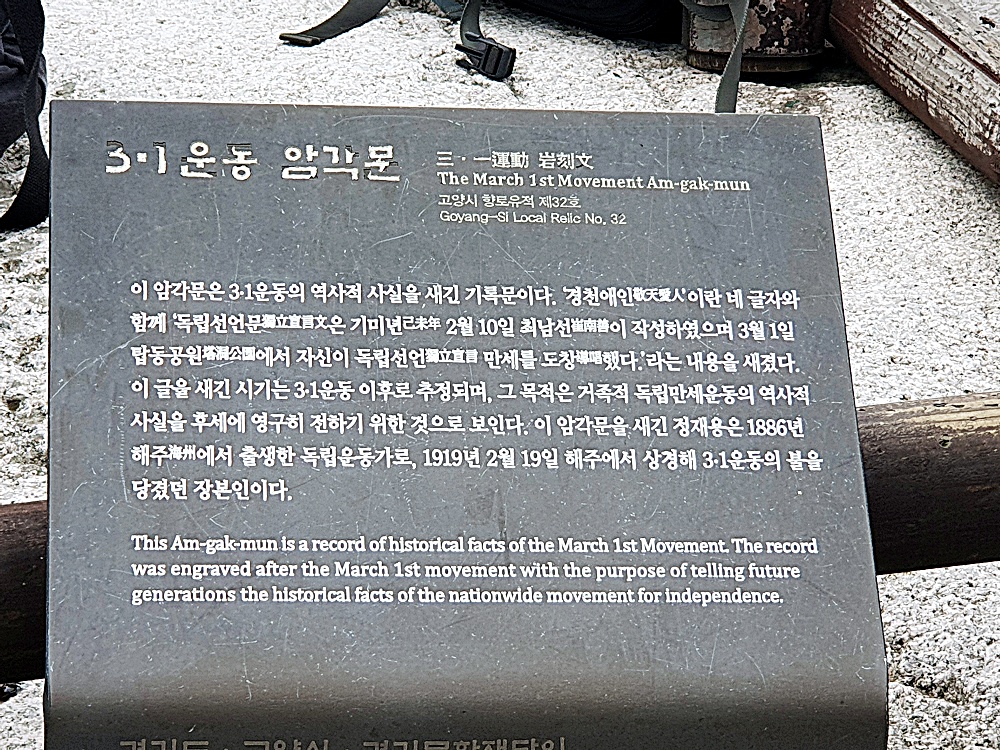 3·1운동 암각문
三·一運動 岩刻文
The March 1st Movement Am-gak-mun
고양시 향로유적 제32호
Goyang-Si Local Relic No. 32
이 암각문은 3·1운동의 역사적 사실을 새긴 기록문이다. '경천애인敬天愛人'이란 네 글자와
함께 '독립선언문獨立宣言文은 기미년己未年 2월 10일 최남선崔南善이 작성하였으며 3월 1일
탑동공원塔洞公園에서 자신이 독립선언獨立宣言 만세를 도창導唱했다.'라는 내용을 새겼다.
이 글을 새긴 시기는 3·1운동 이후로 추정되며, 그 목적은 거족적 독립만세운동의 역사적
사실을 후세에 영구히 전하기 위한 것으로 보인다. 이 암각문을 새긴 정재용은 1886년
해주海州에서 출생한 독립운동가로, 1919년 2월 19일 해주에서 상경해 3·1운동의 불을
당겼던 장본인이다.
This Am-gak-mun is a record of historical facts of the March 1st Movement. The record
was engraved after the March 1st movement with the purpose of telling future
generations the historical facts of the nationwide movement for independence.